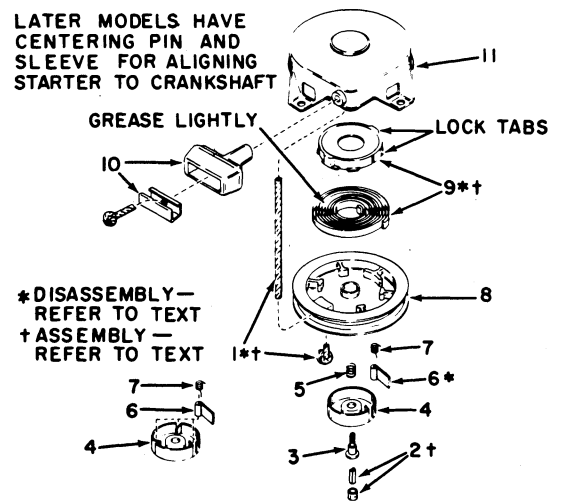 LATER MODELS HAVE
CENTERING PIN AND
SLEEVE FOR ALIGNING
STARTER TO CRANKSHAFT
11
GREASE LIGHTLY
LOCK TABS
10
9*†
8
*DISASSEMBLY—
REFER TO TEXT
†ASSEMBLY—
REFER TO TEXT
1*†
7
5
6*
7
6
4
4
3
2†